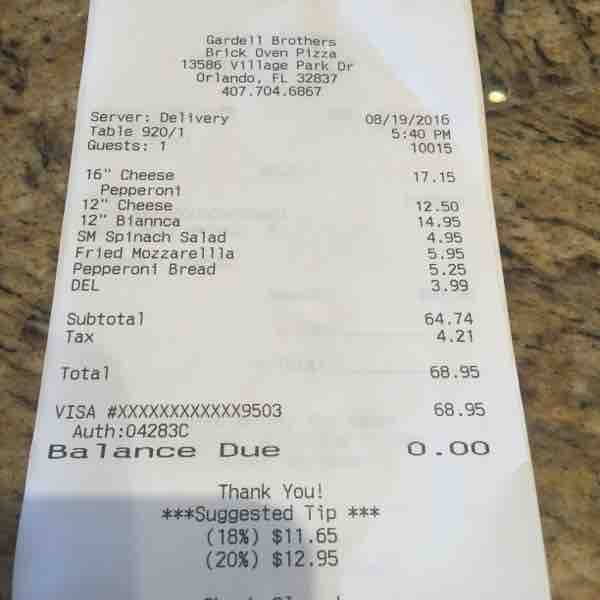 Gardell Brothers
Brick Oven Pizza
13586 Village Park Dr
Orlando, FL 32837
407.704.6867
Server: Delivery 08/19/2016
Table 920/1 5:40 PM
Guests: 1 10015
16" Cheese 17.15
Pepperoni
12" Cheese 12.50
12" Biannca 14.95
SM Spinach Salad 4.95
Fried Mozzarellla 5.95
Pepperoni Bread 5.25
DEL 3.99
Subtotal 64.74
Tax 4.21
Total 68.95
VISA #XXXXXXXXXXXX9503 68.95
Auth:04283C
Balance Due 0.00
Thank You!
***Suggested Tip ***
(18%) $11.65
(20%) $12.95